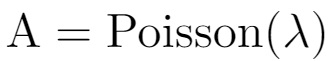 A = Poisson(λ)